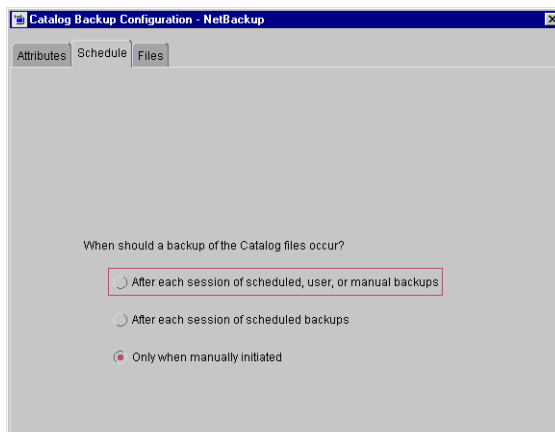 Catalog Backup Configuration - NetBackup
Attributes Schedule Files
When should a backup of the Catalog files occur?
After each session of scheduled, user, or manual backups
After each session of scheduled backups
Only when manually initiated